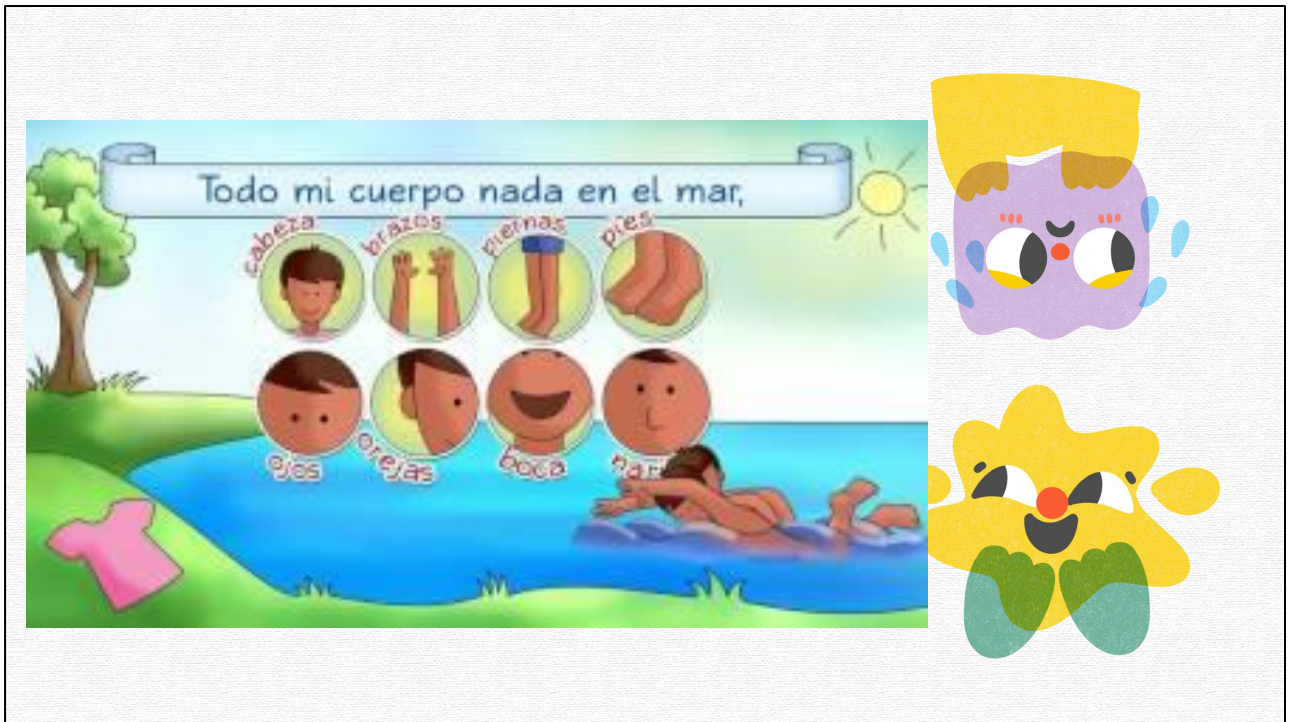 Todo mi cuerpo nada en el mar,
cabeza brazos piernas pies
ojos orejas boca